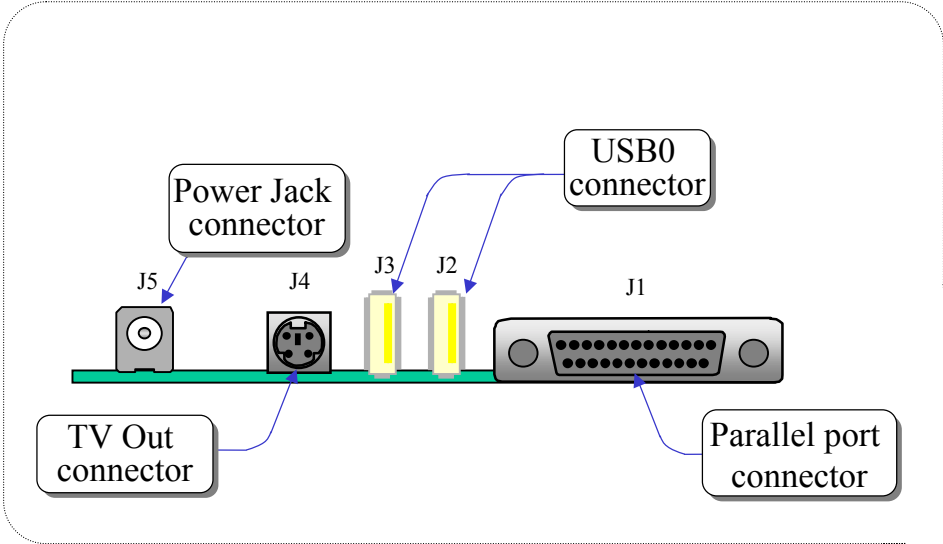 USB0
connector
Power Jack
connector
J5
J4
J3
J2
J1
TV Out
connector
Parallel port
connector